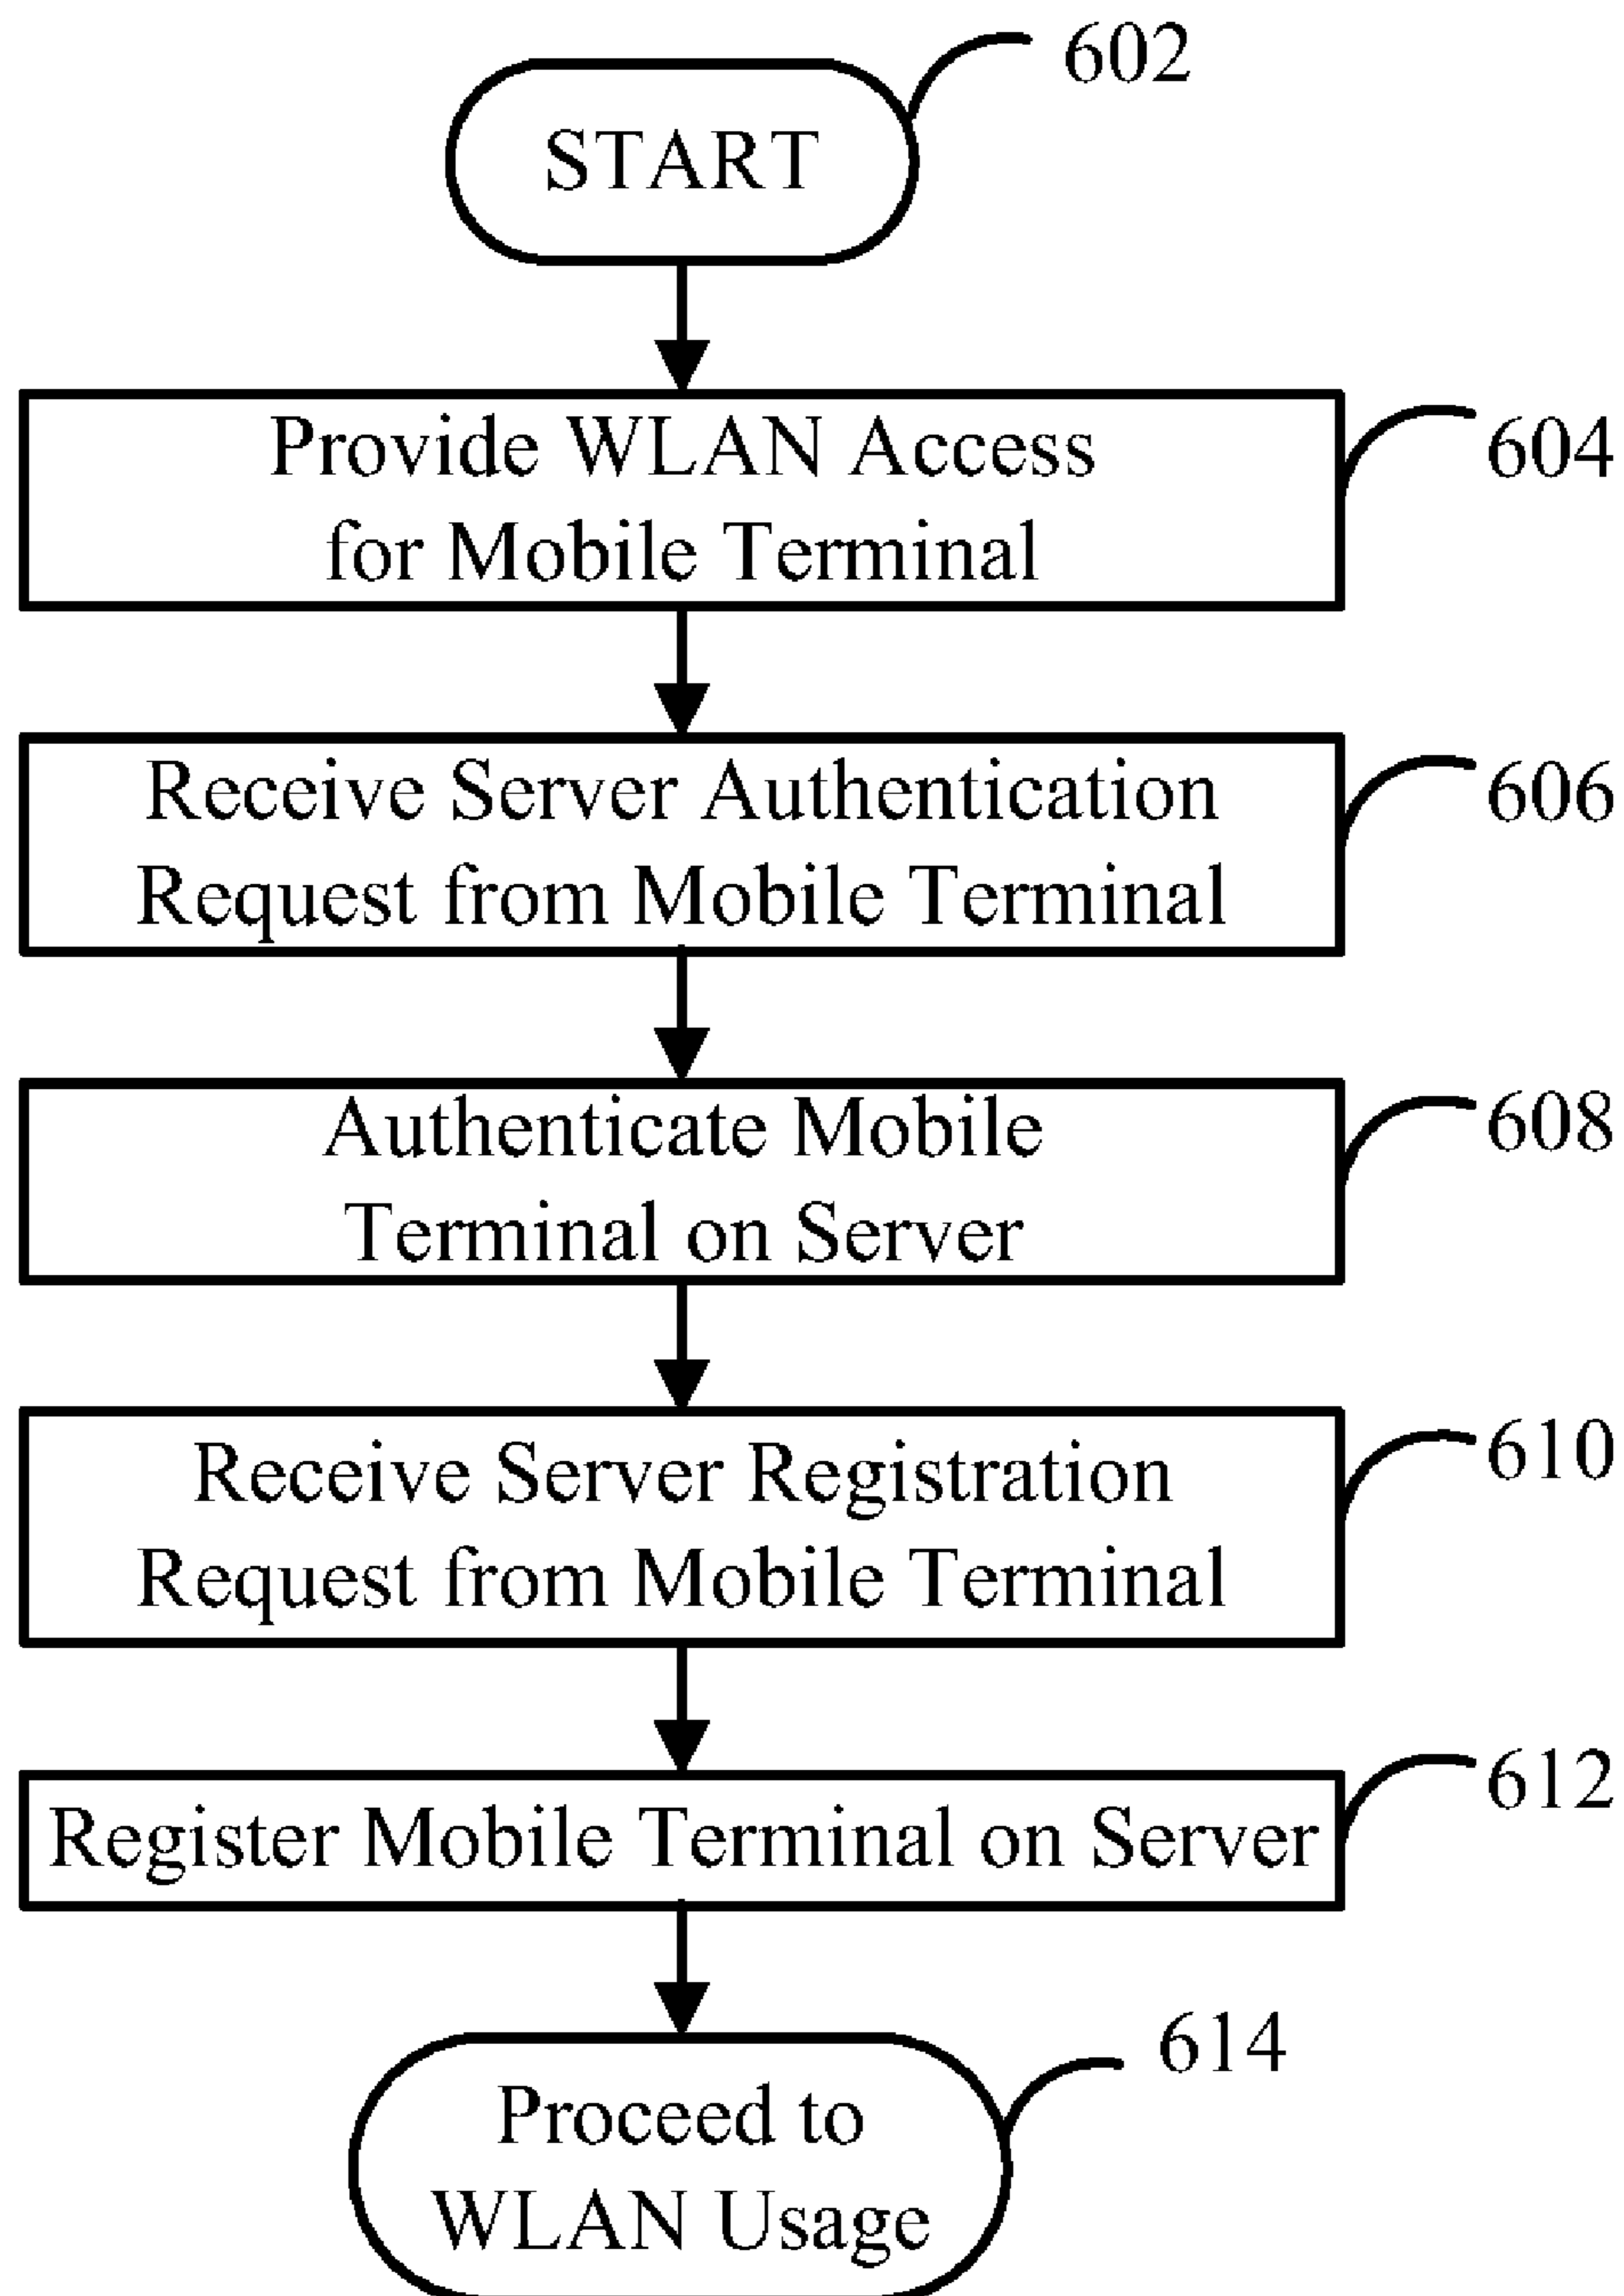 602
START
Provide WLAN Access
for Mobile Terminal
604
Receive Server Authentication
Request from Mobile Terminal
606
Authenticate Mobile
Terminal on Server
608
Receive Server Registration
Request from Mobile Terminal
610
Register Mobile Terminal on Server
612
Proceed to
WLAN Usage
614